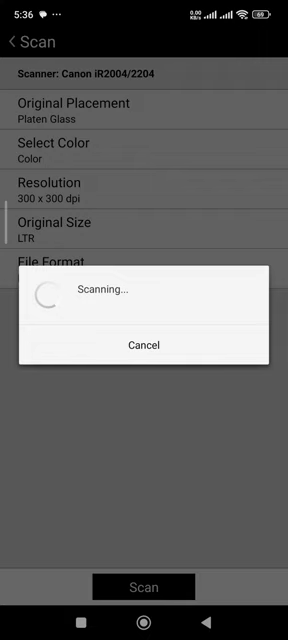 5:36
0.00
KB/s
69
Scan
Scanner: Canon iR2004/2204
Original Placement
Platen Glass
Select Color
Color
Resolution
300 x 300 dpi
Original Size
LTR
File Format
Scanning...
Cancel
Scan